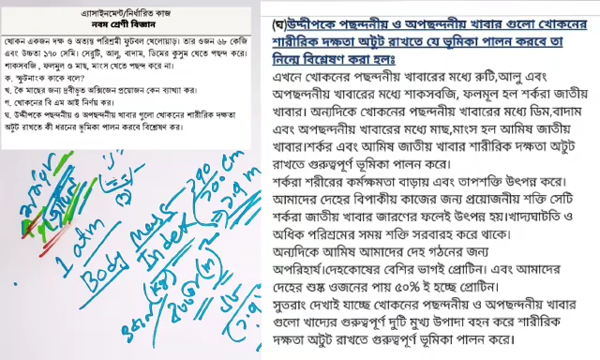 এ্যাসাইনমেন্ট/নির্ধারিত কাজ
নবম শ্রেণী বিজ্ঞান
খোকন একজন দক্ষ ও অত্যন্ত পরিশ্রমী ফুটবল খেলোয়াড়। তার ওজন ৬৮ কেজি
এবং উচ্চতা ১৭০ সেমি। সেরুটি, আলু, বাদাম, ডিমের কুসুম খেতে পছন্দ করে।
শাকসবজি, ফলমুল ও মাছ, মাংস খেতে পছন্দ করে না।
ক. স্ফুটনাংক কাকে বলে?
খ. কৈ মাছের জন্য দ্রবীভূত অক্সিজেন প্রয়োজন কেন ব্যাখ্যা কর।
গ. খোকনের বি এম আই নির্ণয় কর।
ঘ. উদ্দীপকে পছন্দনীয় ও অপছন্দনীয় খাবার গুলো খোকনের শারিরিক দক্ষতা
অটুট রাখতে কী ধরনের ভূমিকা পালন করবে বিশ্লেষণ কর।
1 atm
Body Mass
Index
(ঘ)উদ্দীপকে পছন্দনীয় ও অপছন্দনীয় খাবার গুলো খোকনের
শারীরিক দক্ষতা অটুট রাখতে যে ভূমিকা পালন করবে তা
নিম্নে বিশ্লেষণ করা হলঃ
এখনে খোকনের পছন্দনীয় খাবারের মধ্যে রুটি,আলু এবং
অপছন্দনীয় খাবারের মধ্যে শাকসবজি, ফলমূল হল শর্করা জাতীয়
খাবার। অন্যদিকে খোকনের পছন্দনীয় খাবারের মধ্যে ডিম,বাদাম
এবং অপছন্দনীয় খাবারের মধ্যে মাছ,মাংস হল আমিষ জাতীয়
খাবার।শর্কর এবং আমিষ জাতীয় খাবার শারীরিক দক্ষতা অটুট
রাখতে গুরুত্বপূর্ণ ভূমিকা পালন করে।
শর্করা শরীরের কর্মক্ষমতা বাড়ায় এবং তাপশক্তি উৎপন্ন করে।
আমাদের দেহের বিপাকীয় কাজের জন্য প্রয়োজনীয় শক্তি সেটি
শর্করা জাতীয় খাবার জারণের ফলেই উৎপন্ন হয়।খাদ্যঘাটতি ও
অধিক পরিশ্রমের সময় শক্তি সরবারহ করে থাকে।
অন্যদিকে আমিষ আমাদের দেহ গঠনের জন্য
অপরিহার্য।দেহকোষের বেশির ভাগই প্রোটিন। এবং আমাদের
দেহের শুষ্ক ওজনের পায় ৫০% ই হচ্ছে প্রোটিন।
সুতরাং দেখাই যাচ্ছে খোকনের পছন্দনীয় ও অপছন্দনীয় খাবার
গুলো খাদ্যের গুরুত্বপূর্ণ দুটি মুখ্য উপাদা বহন করে শারীরিক
দক্ষতা অটুট রাখতে গুরুত্বপূর্ণ ভূমিকা পালন করে।